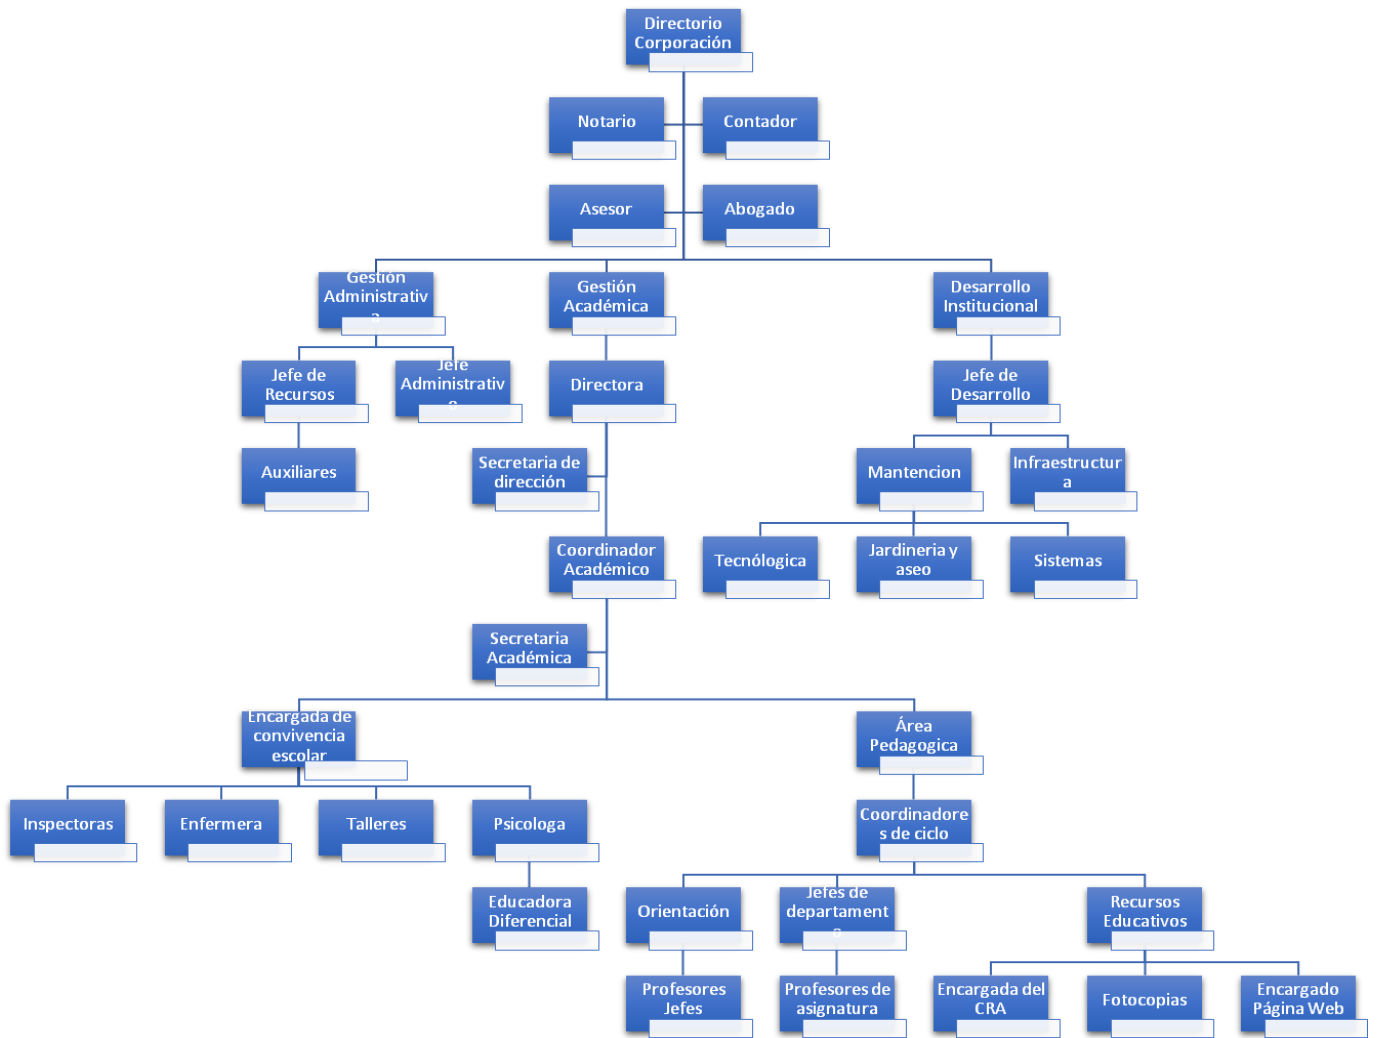 Directorio
Corporación
Notario
Contador
Asesor
Abogado
Gestión
Administrativ
a
Gestión
Académica
Desarrollo
Institucional
Jefe de
Recursos
Jefe
Administrativ
o
Directora
Jefe de
Desarrollo
Auxiliares
Secretaria de
dirección
Mantencion
Infraestructur
a
Coordinador
Académico
Tecnólogica
Jardineria y
aseo
Sistemas
Secretaria
Académica
Encargada de
convivencia
escolar
Área
Pedagogica
Inspectoras
Enfermera
Talleres
Psicologa
Coordinadore
s de ciclo
Educadora
Diferencial
Orientación
Jefes de
departament
o
Recursos
Educativos
Profesores
Jefes
Profesores de
asignatura
Encargada del
CRA
Fotocopias
Encargado
Página Web